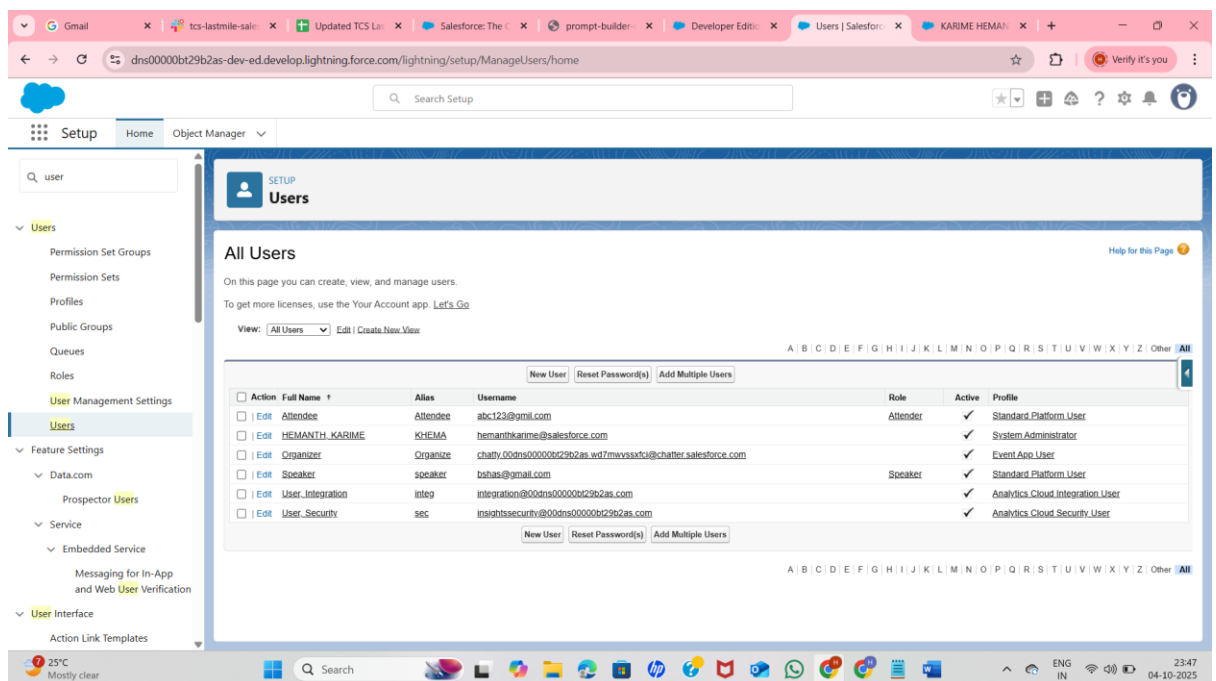 Gmail
tcs-lastmile-sale
Updated TCS Las
Salesforce: The C
prompt-builder-
Developer Editio
Users | Salesforc
KARIME HEMAN
dns00000bt29b2as-dev-ed.develop.lightning.force.com/lightning/setup/ManageUsers/home
Verify it's you
Search Setup
Setup Home Object Manager
user
SETUP
Users
Users
Permission Set Groups
Permission Sets
Profiles
Public Groups
Queues
Roles
User Management Settings
Users
Feature Settings
Data.com
Prospector Users
Service
Embedded Service
Messaging for In-App
and Web User Verification
User Interface
Action Link Templates
All Users
Help for this Page
On this page you can create, view, and manage users.
To get more licenses, use the Your Account app. Let's Go
View: All Users Edit | Create New View
A | B | C | D | E | F | G | H | I | J | K | L | M | N | O | P | Q | R | S | T | U | V | W | X | Y | Z | Other All
New User Reset Password(s) Add Multiple Users
Action Full Name ↑ Alias Username Role Active Profile
| Edit Attendee Attendee abc123@gmil.com Attender ✓ Standard Platform User
| Edit HEMANTH, KARIME KHEMA hemanthkarime@salesforce.com ✓ System Administrator
| Edit Organizer Organize chatty.00dns00000bt29b2as.wd7mwvssxfci@chatter.salesforce.com ✓ Event App User
| Edit Speaker speaker bshas@gmail.com Speaker ✓ Standard Platform User
| Edit User, Integration integ integration@00dns00000bt29b2as.com ✓ Analytics Cloud Integration User
| Edit User, Security sec insightssecurity@00dns00000bt29b2as.com ✓ Analytics Cloud Security User
New User Reset Password(s) Add Multiple Users
A | B | C | D | E | F | G | H | I | J | K | L | M | N | O | P | Q | R | S | T | U | V | W | X | Y | Z | Other All
7
25°C
Mostly clear
Search
ENG
IN
23:47
04-10-2025